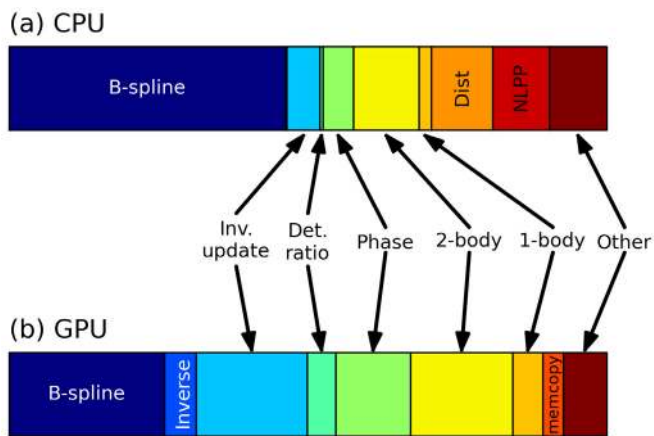 (a) CPU
B-spline
Dist
NLPP
Inv.
update
Det.
ratio
Phase
2-body
1-body
Other
(b) GPU
B-spline
Inverse
memcopy